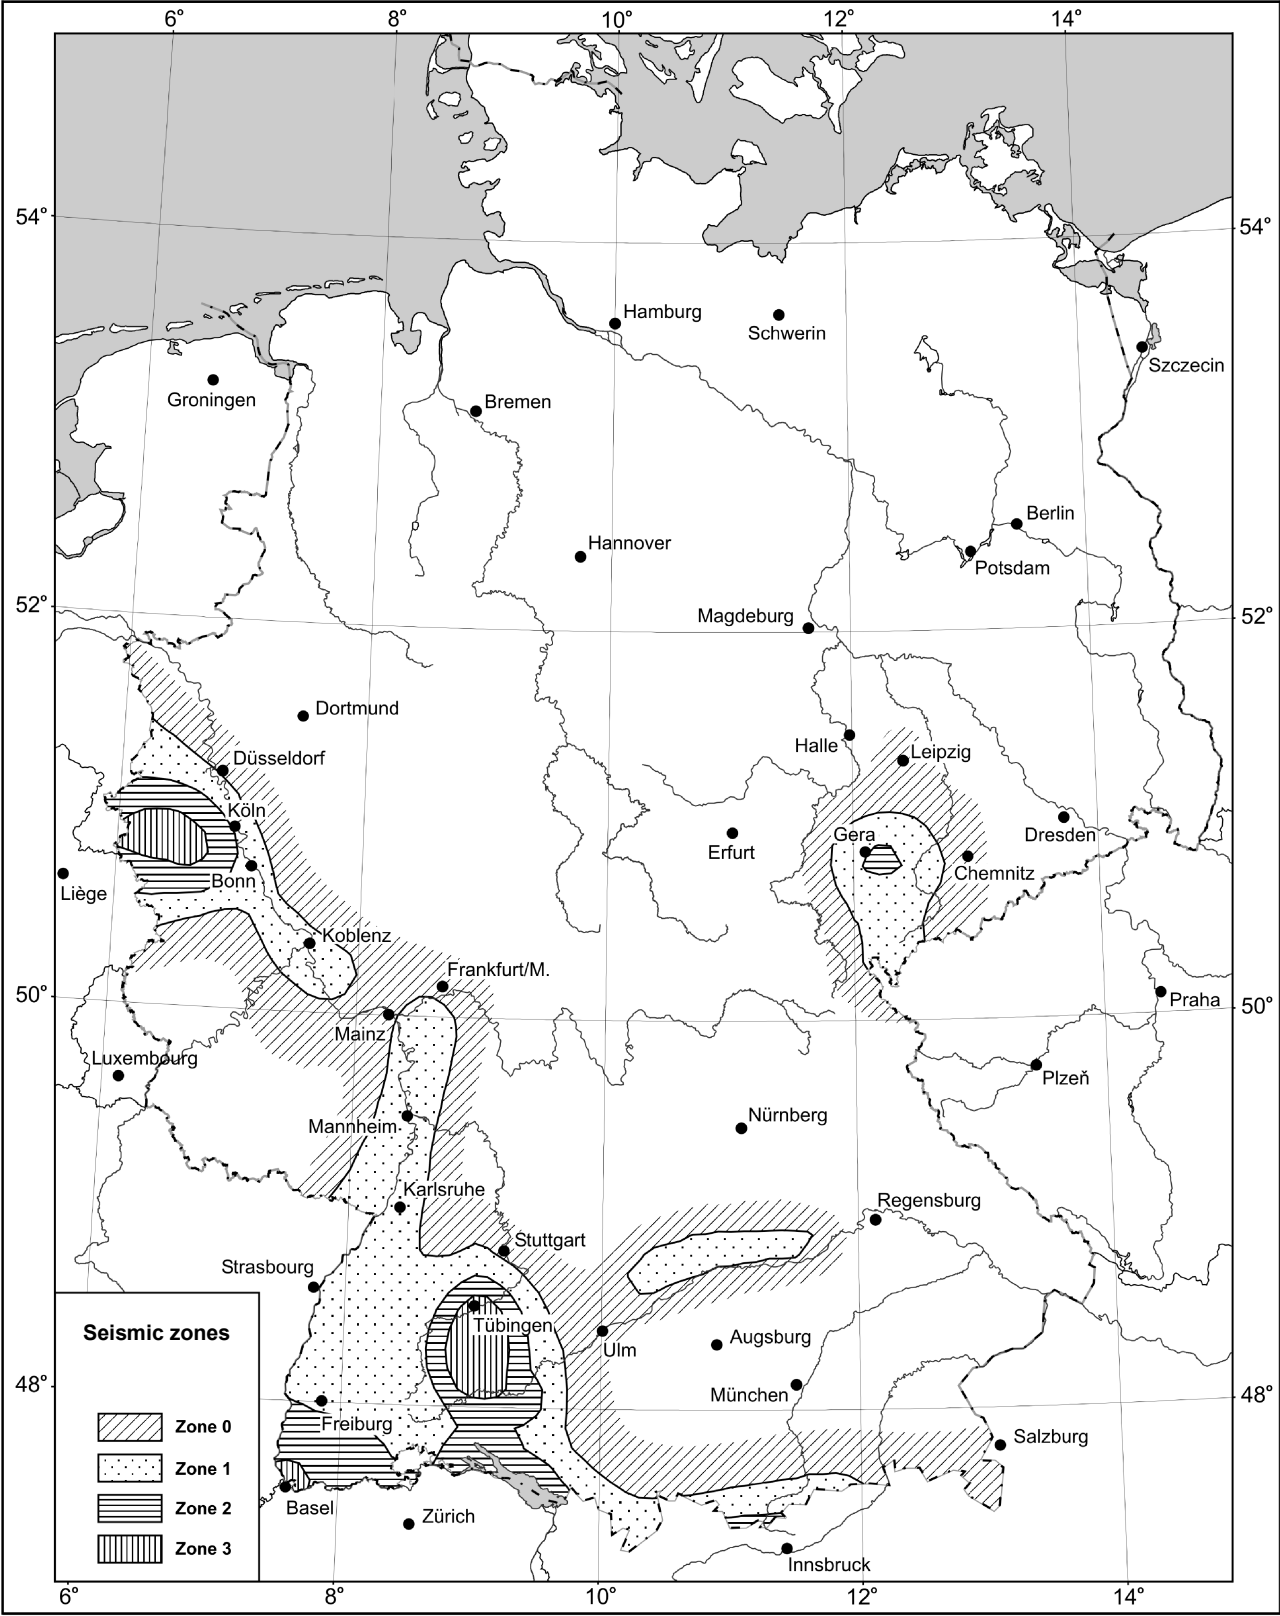 6° 8° 10° 12° 14°
54° 54°
Hamburg
Schwerin
Szczecin
Groningen
Bremen
Berlin
Hannover
Potsdam
52° 52°
Magdeburg
Dortmund
Halle
Leipzig
Düsseldorf
Köln
Gera
Dresden
Erfurt
Chemnitz
Bonn
Liège
Koblenz
Frankfurt/M.
50° 50°
Praha
Mainz
Luxembourg
Plzeň
Nürnberg
Mannheim
Karlsruhe
Regensburg
Stuttgart
Strasbourg
Tübingen
Seismic zones
Augsburg
Ulm
48° 48°
München
Freiburg
Zone 0
Salzburg
Zone 1
Zone 2
Basel
Zürich
Zone 3
Innsbruck
6° 8° 10° 12° 14°